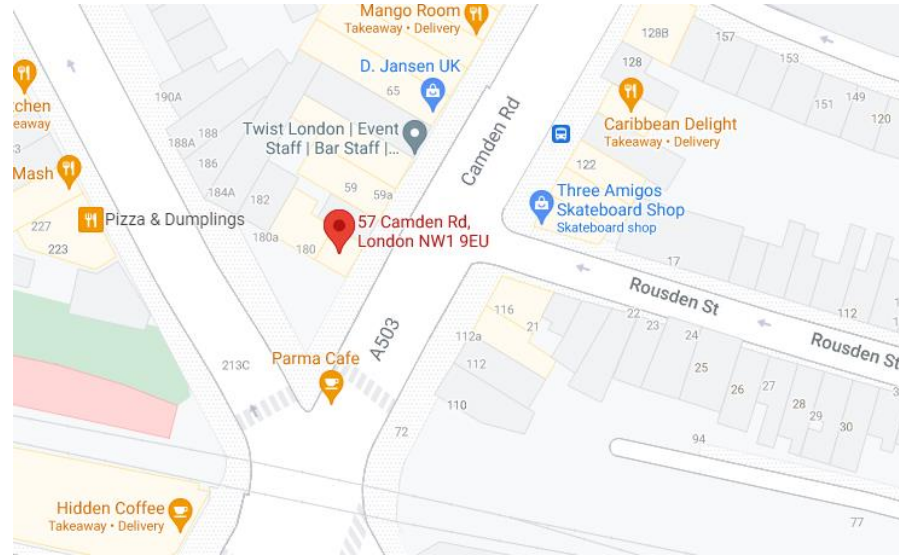 Mango Room
Takeaway • Delivery
D. Jansen UK
65
Twist London | Event
Staff | Bar Staff |...
59
59a
57 Camden Rd,
London NW1 9EU
Camden Rd
A503
128B
157
153
128
151
149
120
Caribbean Delight
Takeaway • Delivery
122
Three Amigos
Skateboard Shop
Skateboard shop
17
Rousden St
Rousden St
112
190A
188
188A
186
184A
182
180a
180
tchen
eaway
Mash
Pizza & Dumplings
227
223
213C
Parma Cafe
116
21
22
23
24
25
26
27
28
29
30
112a
112
110
72
94
77
Hidden Coffee
Takeaway • Delivery